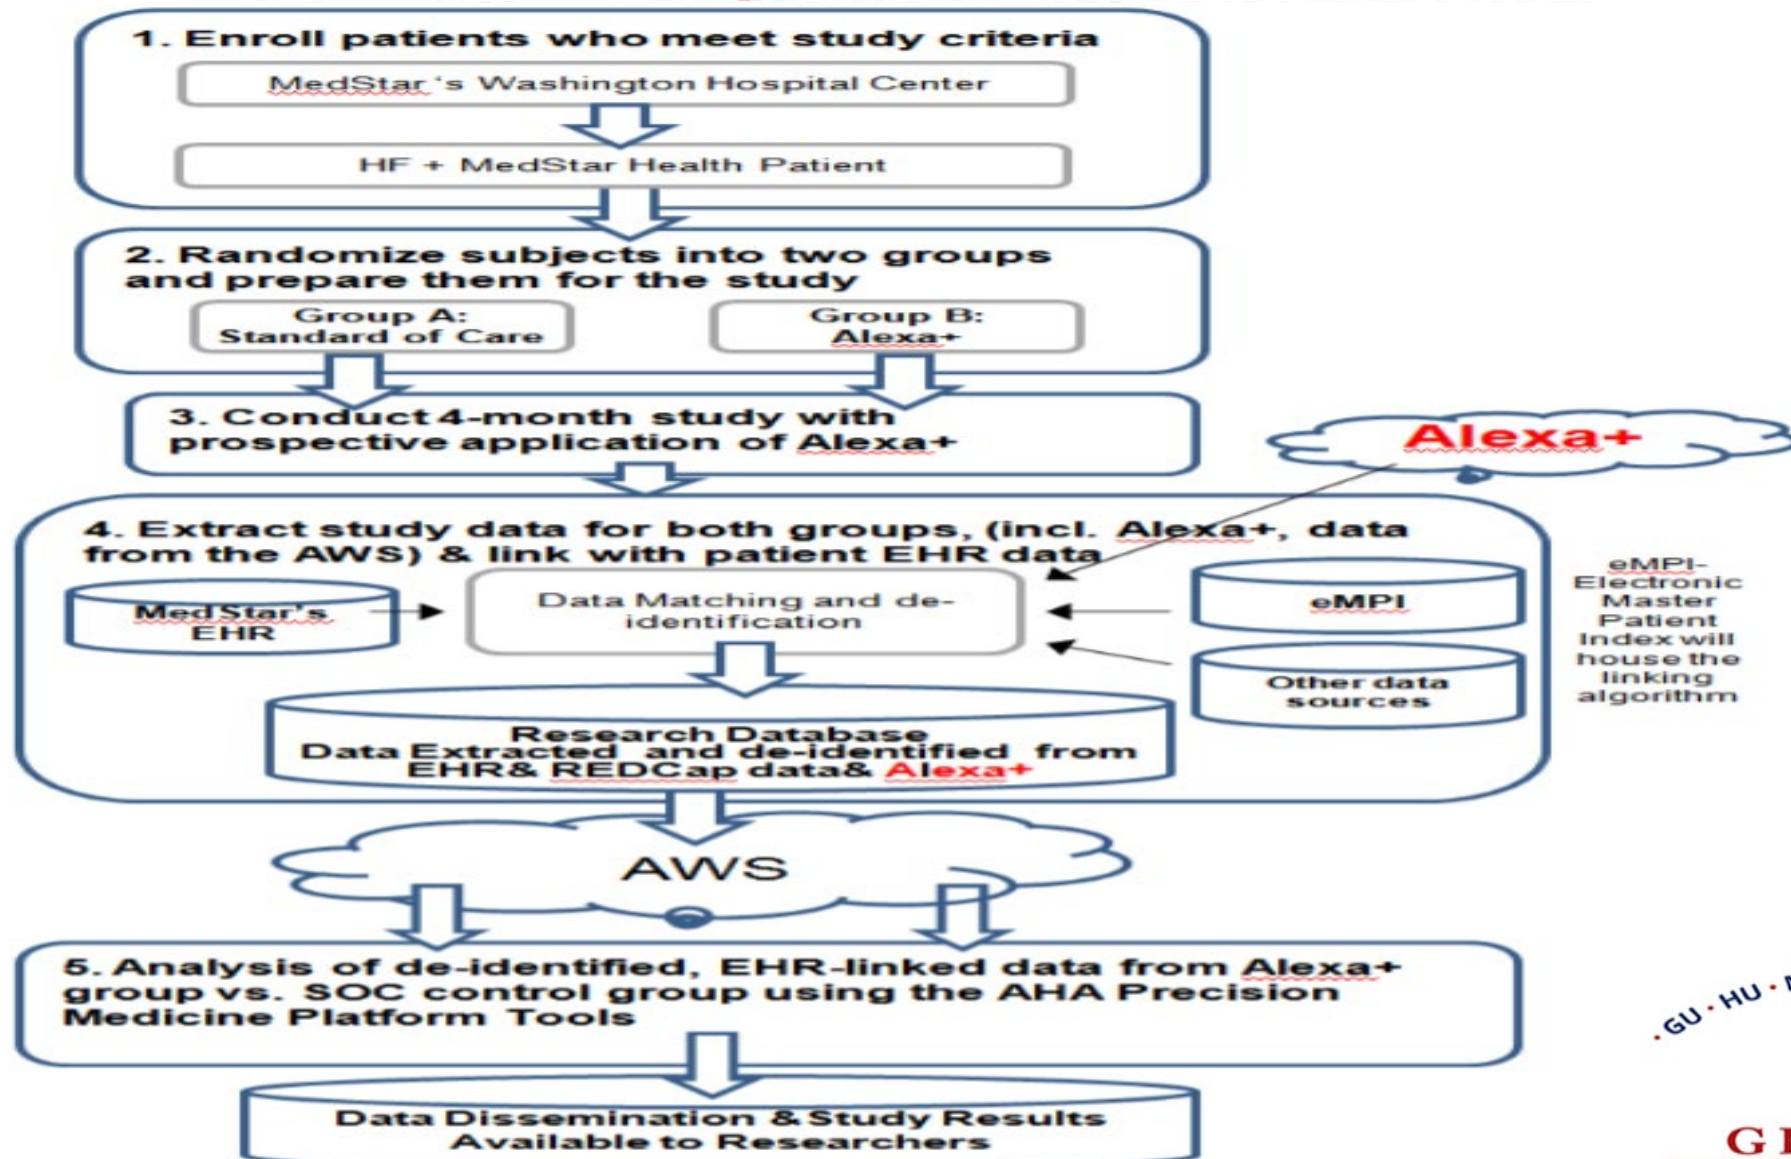 1. Enroll patients who meet study criteria
MedStar 's Washington Hospital Center
HF + MedStar Health Patient
2. Randomize subjects into two groups
and prepare them for the study
Group A:
Standard of Care
Group B:
Alexa+
3. Conduct 4-month study with
prospective application of Alexa+
Alexa+
4. Extract study data for both groups, (incl. Alexa+, data
from the AWS) & link with patient EHR data
MedStar's
EHR
Data Matching and de-
identification
eMPI
Other data
sources
eMPI-
Electronic
Master
Patient
Index will
house the
linking
algorithm
Research Database
Data Extracted and de-identified from
EHR& REDCap data& Alexa+
AWS
5. Analysis of de-identified, EHR-linked data from Alexa+
group vs. SOC control group using the AHA Precision
Medicine Platform Tools
Data Dissemination & Study Results
Available to Researchers
·GU·HU·
G